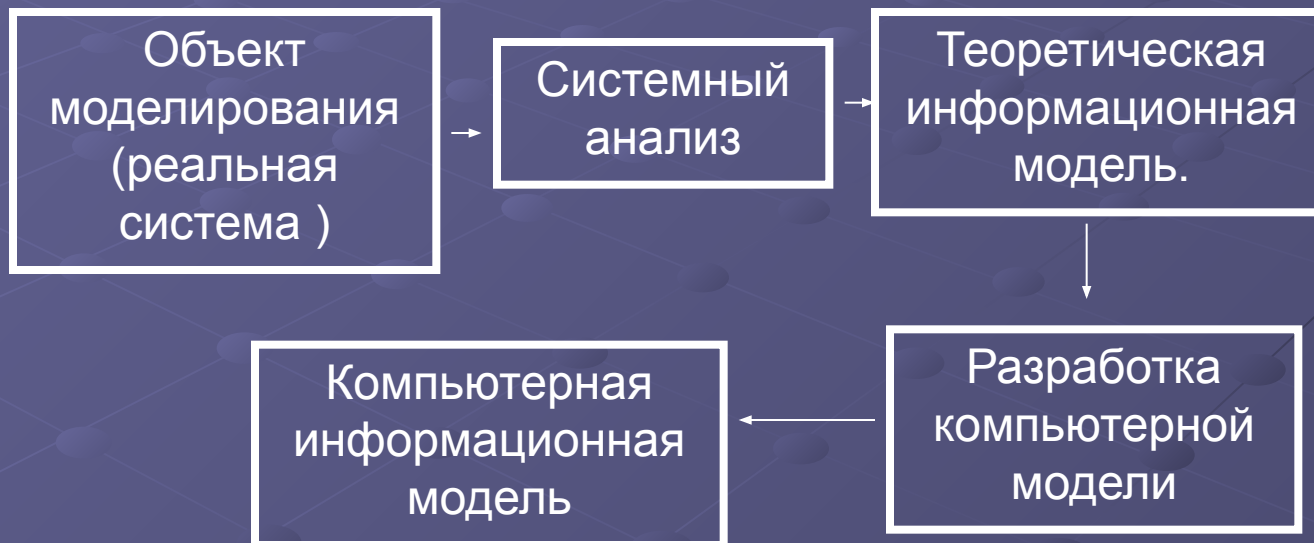 Объект
моделирования
(реальная
система )
Системный
анализ
Теоретическая
информационная
модель.
Разработка
компьютерной
модели
Компьютерная
информационная
модель